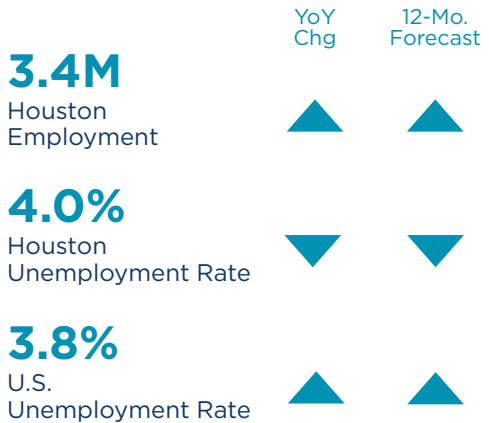 YoY
Chg
12-Mo.
Forecast
3.4M
Houston
Employment
4.0%
Houston
Unemployment Rate
3.8%
U.S.
Unemployment Rate